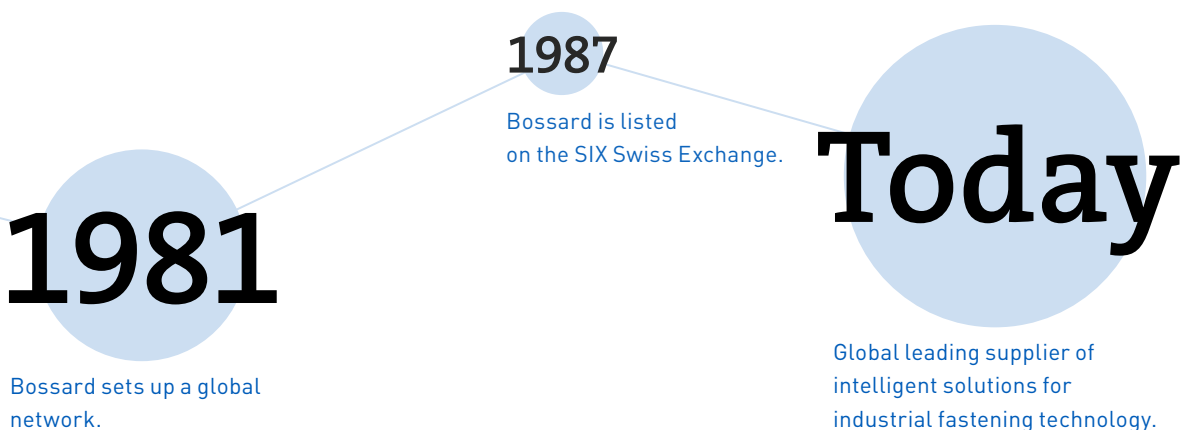 1981
Bossard sets up a global
network.
1987
Bossard is listed
on the SIX Swiss Exchange.
Today
Global leading supplier of
intelligent solutions for
industrial fastening technology.